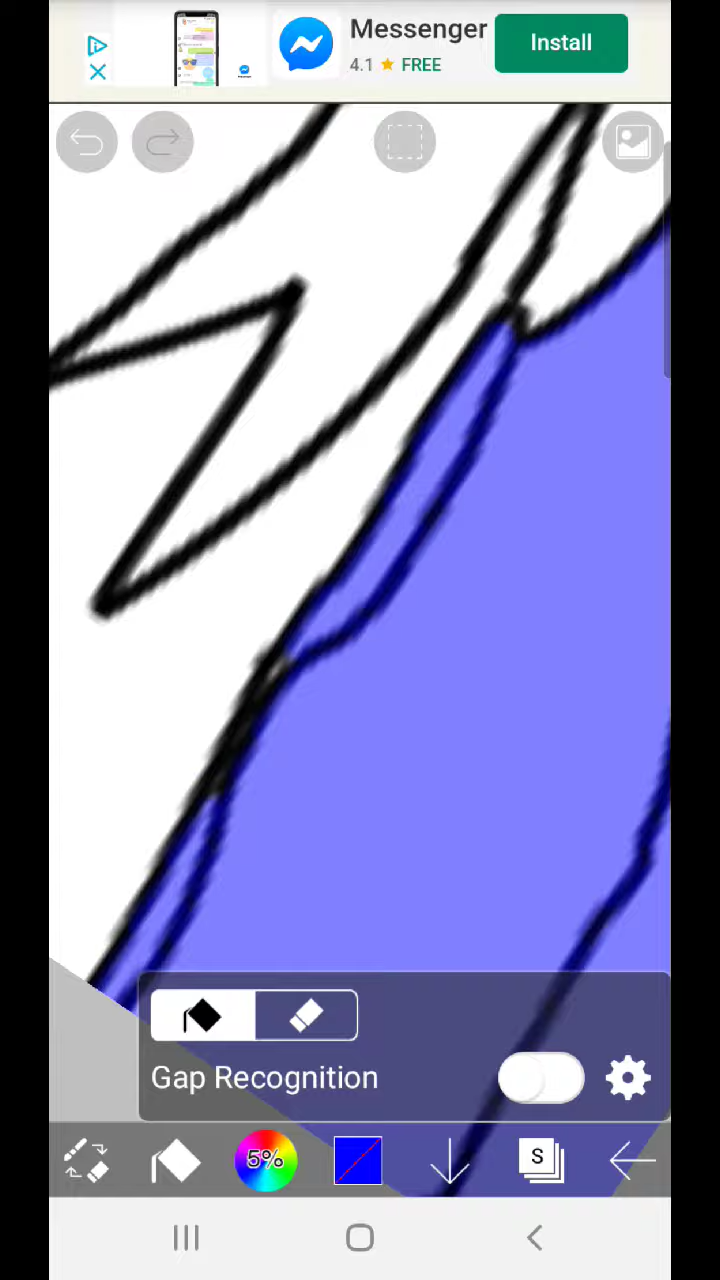 Messenger
Install
4.1 ★ FREE
Gap Recognition
5%
S